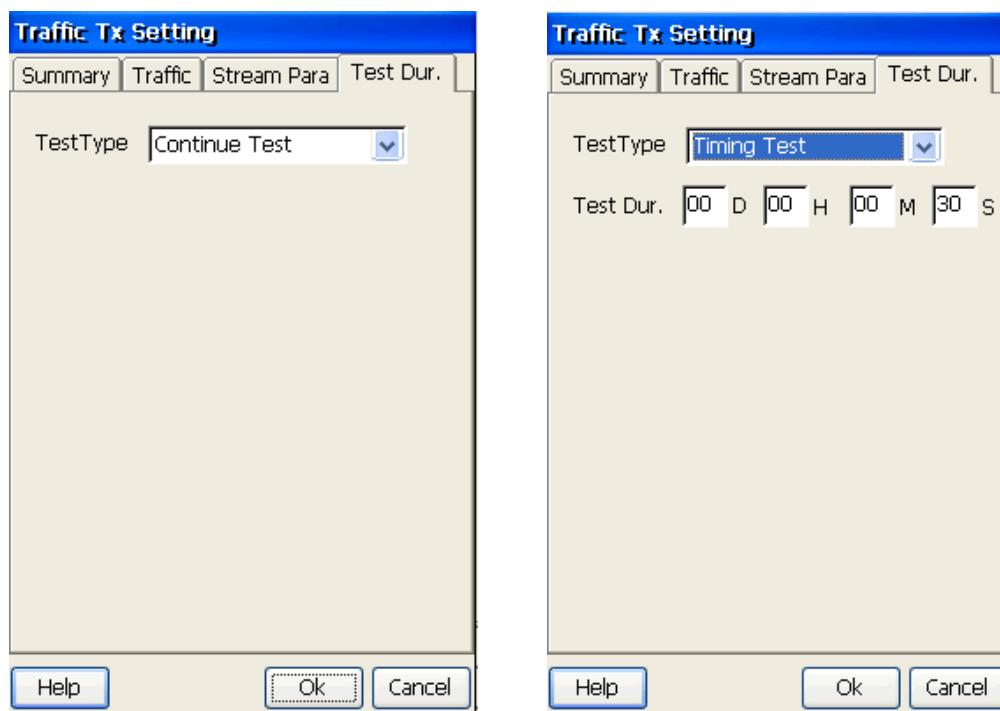 Traffic Tx Setting
Summary Traffic Stream Para Test Dur.
TestType Continue Test
Help Ok Cancel
Traffic Tx Setting
Summary Traffic Stream Para Test Dur.
TestType Timing Test
Test Dur. 00 D 00 H 00 M 30 S
Help Ok Cancel